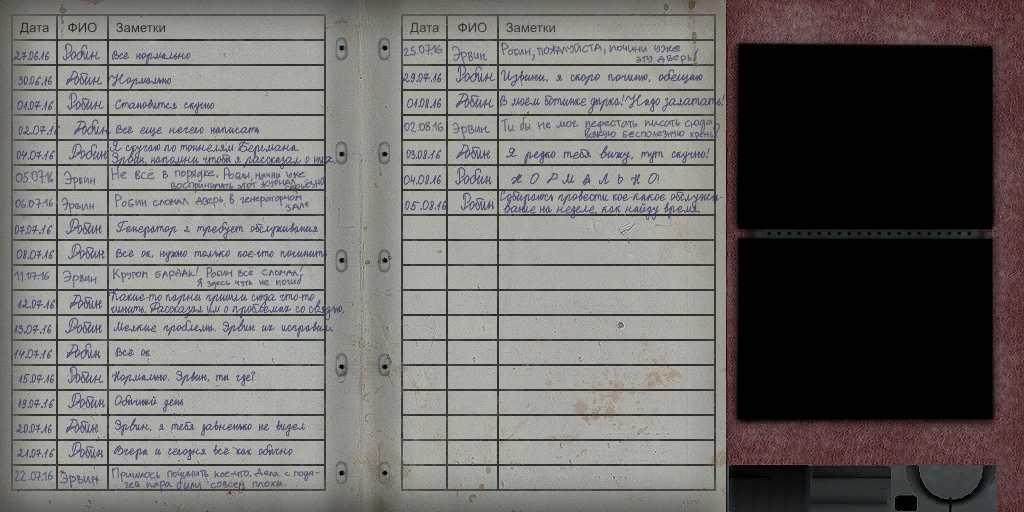 Дата ФИО Заметки
27.06.16 Робин Всё нормально
30.06.16 Робин Нормально
01.07.16 Робин Становится скучно
02.07.16 Робин Всё еще нечего написать
04.07.16 Робин Я скучаю по тоннелям Бергмана.
Эрвин, напомни чтобы я рассказал о них.
05.07.16 Эрвин Не всё в порядке. Робин, начни уже
воспринимать этот журнал серьезно
06.07.16 Эрвин Робин сломал дверь в генераторном
зале
07.07.16 Робин Генератор я требует обслуживания
08.07.16 Робин Всё ок, нужно только кое-что починить
11.07.16 Эрвин Кругом бардак! Робин всё сломал!
Я здесь чуть не погиб
12.07.16 Робин Какие-то парни пришли сюда что-то
чинить. Рассказал им о проблемах со связью.
13.07.16 Робин Мелкие проблемы. Эрвин их исправил.
14.07.16 Робин Всё ок
15.07.16 Робин Нормально. Эрвин, ты где?
19.07.16 Робин Обычный день
20.07.16 Робин Эрвин, я тебя давненько не видел
21.07.16 Робин Вчера и сегодня всё как обычно
22.07.16 Эрвин Пришлось починить кое-что. Дела с пода-
чей пара были совсем плохи.
Дата ФИО Заметки
25.07.16 Эрвин Робин, пожалуйста, почини уже
эту дверь!
29.07.16 Робин Извини, я скоро починю, обещаю
01.08.16 Робин В моём ботинке дырка! Надо залатать!
02.08.16 Эрвин Ты бы не мог перестать писать сюда
всякую бесполезную хрень?
03.08.16 Робин Я редко тебя вижу, тут скучно!
04.08.16 Робин Н О Р М А Л Ь Н О!
05.08.16 Робин Собираюсь провести кое-какое обслужи-
вание на неделе, как найду время.